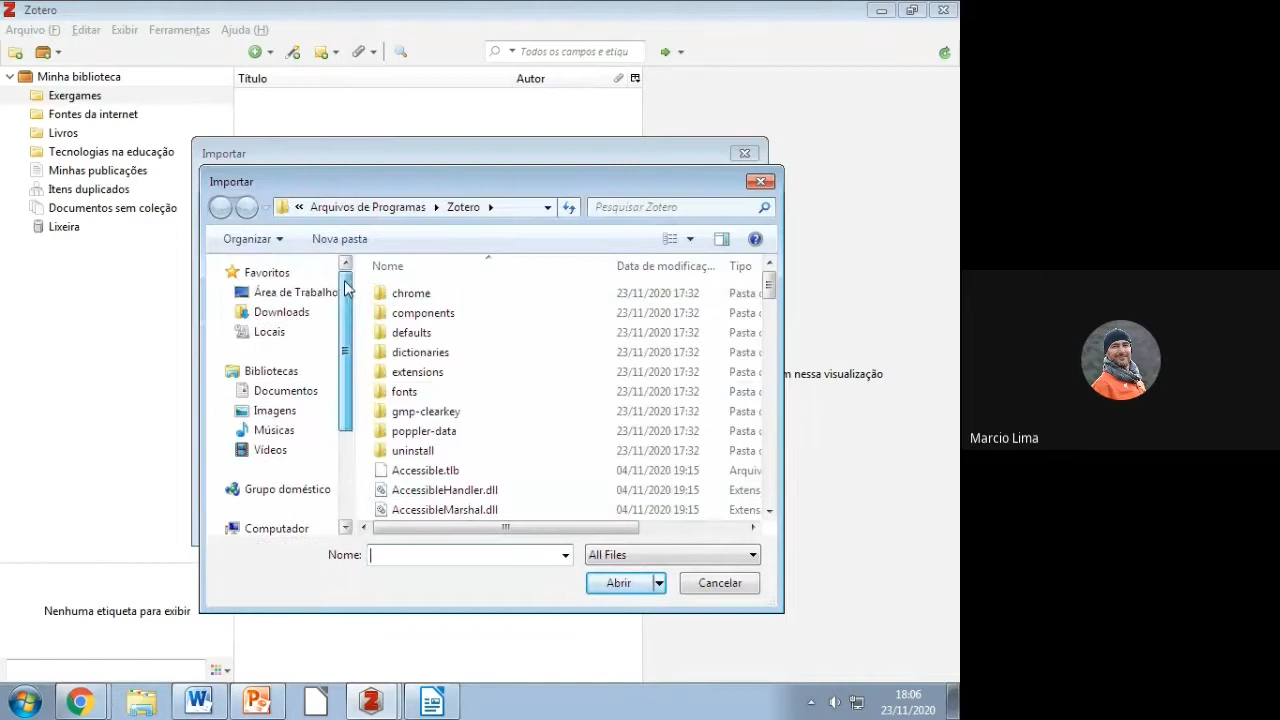 Zotero
Arquivo (F) Editar Exibir Ferramentas Ajuda (H)
Todos os campos e etiqu
Minha biblioteca
Exergames
Fontes da internet
Livros
Tecnologias na educação
Minhas publicações
Itens duplicados
Documentos sem coleção
Lixeira
Título Autor
Importar
Importar
« Arquivos de Programas Zotero
Pesquisar Zotero
Organizar Nova pasta
Favoritos
Área de Trabalho
Downloads
Locais
Bibliotecas
Documentos
Imagens
Músicas
Vídeos
Grupo doméstico
Computador
Nome Data de modificaç... Tipo
chrome 23/11/2020 17:32 Pasta c
components 23/11/2020 17:32 Pasta c
defaults 23/11/2020 17:32 Pasta c
dictionaries 23/11/2020 17:32 Pasta c
extensions 23/11/2020 17:32 Pasta c
fonts 23/11/2020 17:32 Pasta c
gmp-clearkey 23/11/2020 17:32 Pasta c
poppler-data 23/11/2020 17:32 Pasta c
uninstall 23/11/2020 17:32 Pasta c
Accessible.tlb 04/11/2020 19:15 Arquiv
AccessibleHandler.dll 04/11/2020 19:15 Extens
AccessibleMarshal.dll 04/11/2020 19:15 Extens
Nome: All Files
Abrir Cancelar
m nessa visualização
Nenhuma etiqueta para exibir
18:06
23/11/2020
Marcio Lima